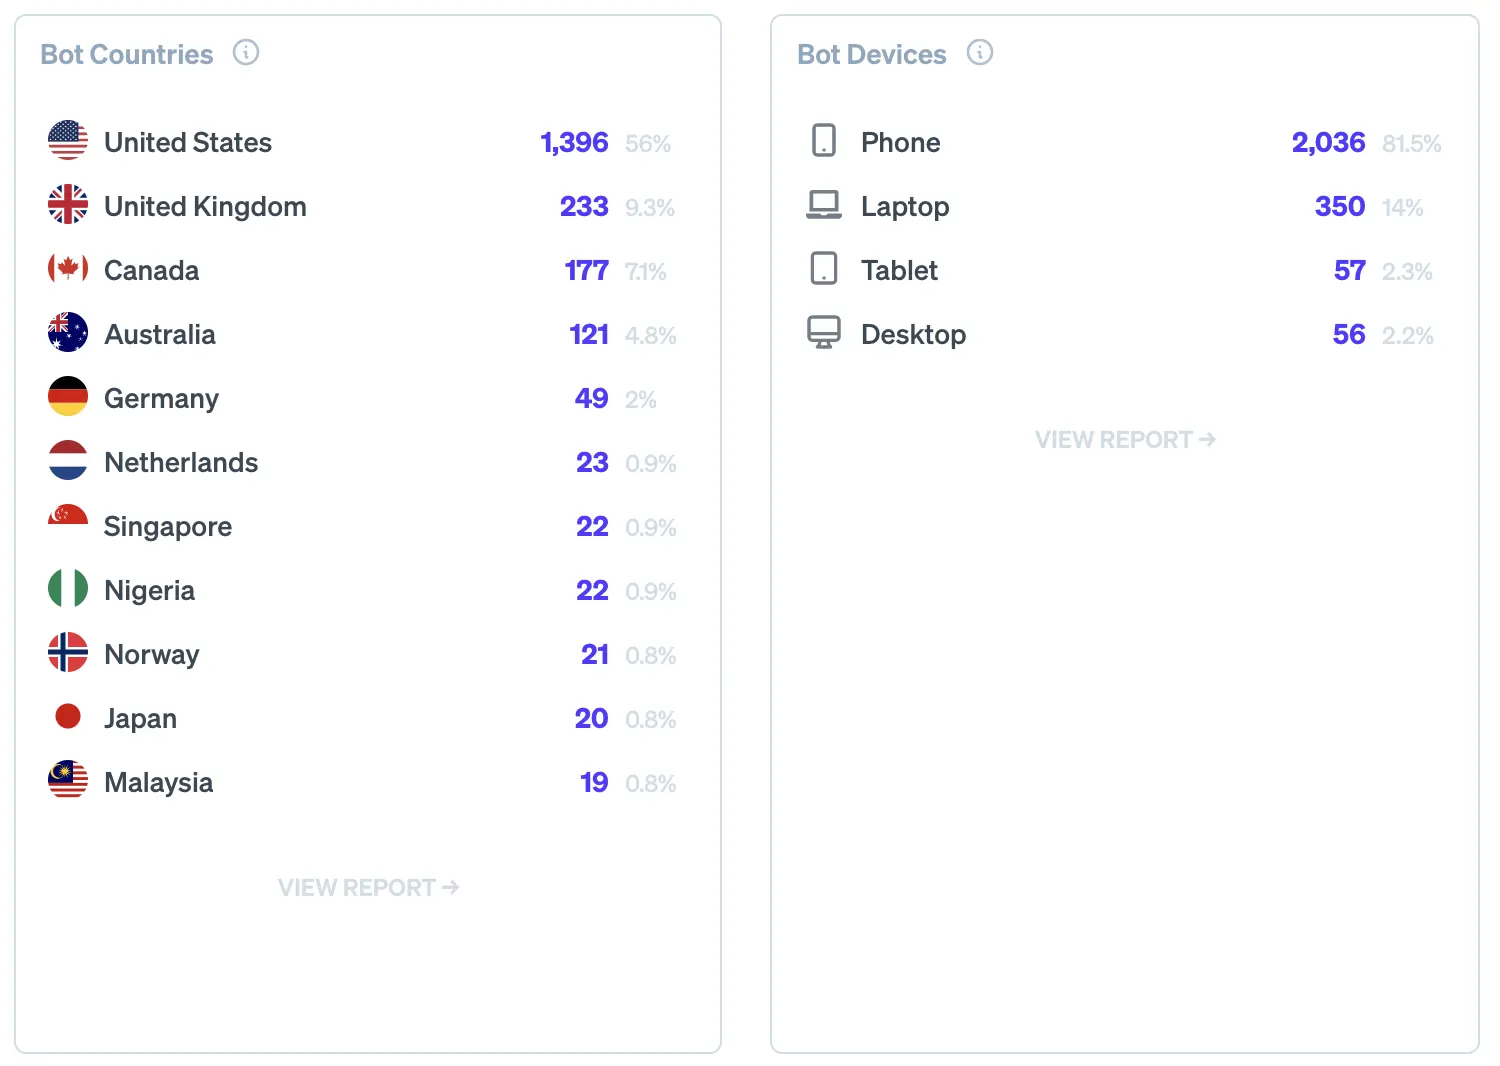 Bot Countries
United States 1,396 56%
United Kingdom 233 9.3%
Canada 177 7.1%
Australia 121 4.8%
Germany 49 2%
Netherlands 23 0.9%
Singapore 22 0.9%
Nigeria 22 0.9%
Norway 21 0.8%
Japan 20 0.8%
Malaysia 19 0.8%
VIEW REPORT →
Bot Devices
Phone 2,036 81.5%
Laptop 350 14%
Tablet 57 2.3%
Desktop 56 2.2%
VIEW REPORT →